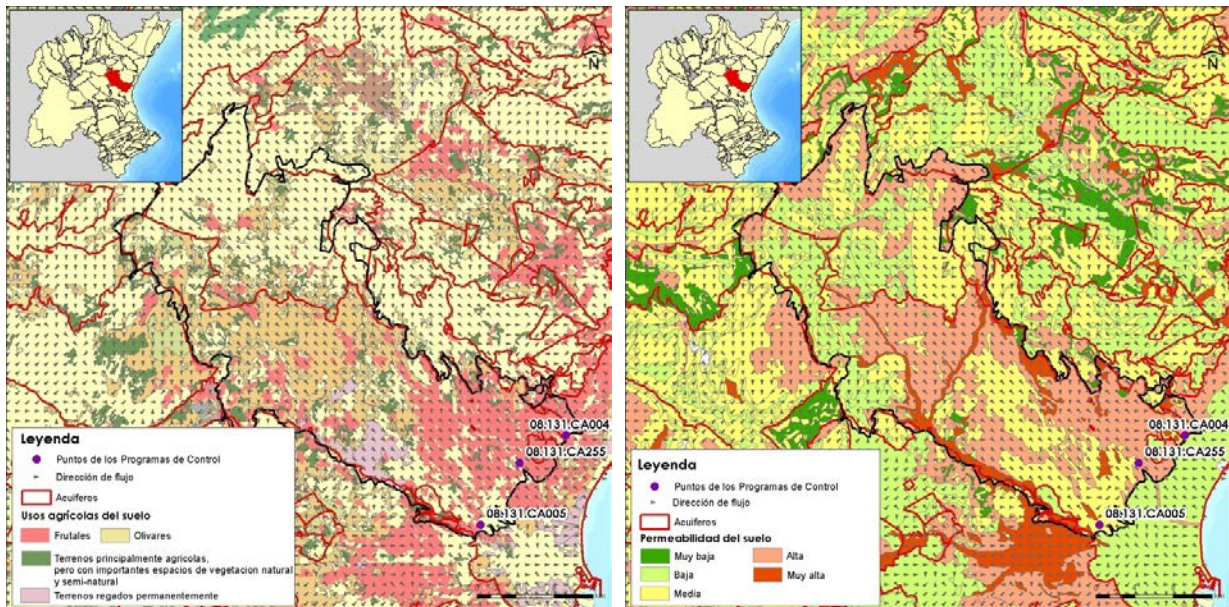 N
08.131.CA004
08.131.CA255
08.131.CA005
Leyenda
Puntos de los Programas de Control
Dirección de flujo
Acuíferos
Usos agrícolas del suelo
Frutales Olivares
Terrenos principalmente agrícolas,
pero con importantes espacios de vegetacion natural
y semi-natural
Terrenos regados permanentemente
N
08.131.CA004
08.131.CA255
08.131.CA005
Leyenda
Puntos de los Programas de Control
Dirección de flujo
Acuíferos
Permeabilidad del suelo
Muy baja Alta
Baja Muy alta
Media